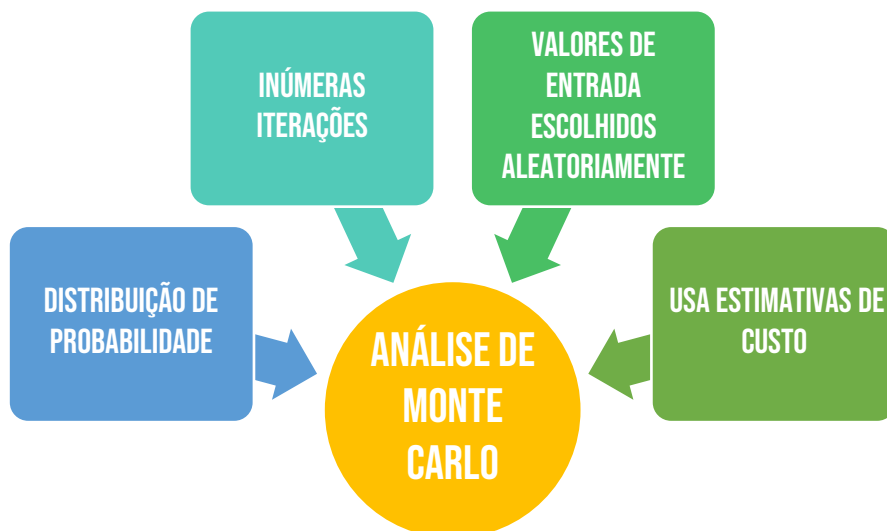 INÚMERAS
ITERAÇÕES
VALORES DE
ENTRADA
ESCOLHIDOS
ALEATORIAMENTE
DISTRIBUIÇÃO DE
PROBABILIDADE
USA ESTIMATIVAS DE
CUSTO
ANÁLISE DE
MONTE
CARLO